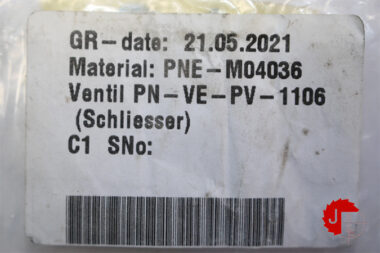 GR-date: 21.05.2021
Material: PNE-M04036
Ventil PN-VE-PV-1106
(Schliesser)
C1 SNo: